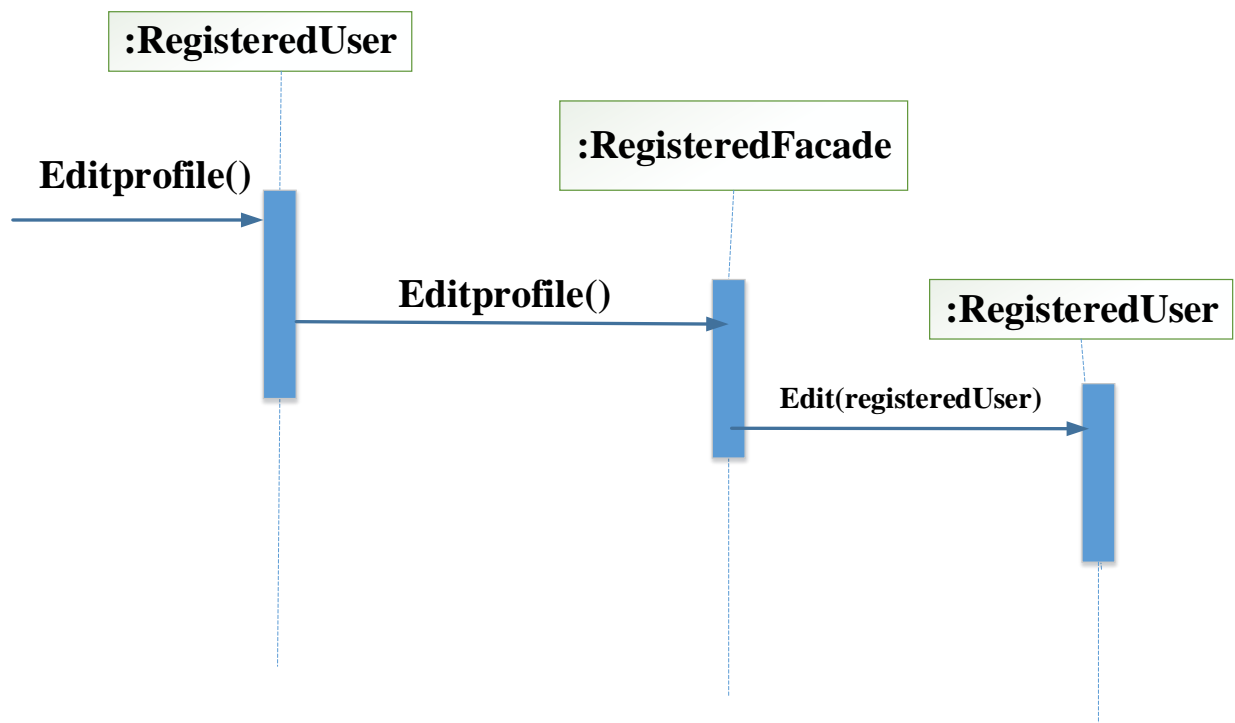 :RegisteredUser
:RegisteredFacade
Editprofile()
Editprofile()
:RegisteredUser
Edit(registeredUser)